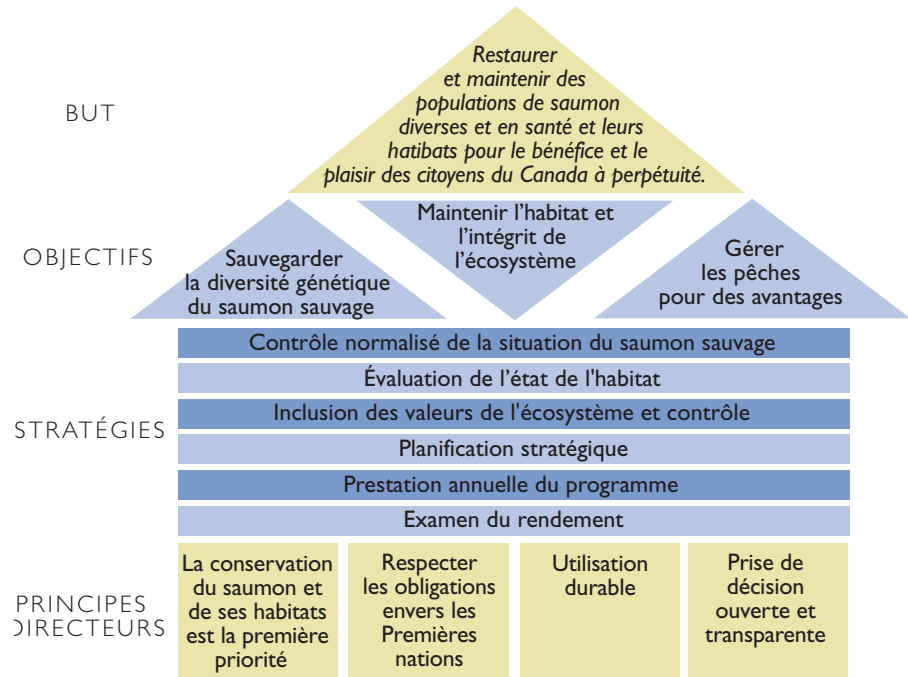 BUT
Restaurer
et maintenir des
populations de saumon
diverses et en santé et leurs
hatibats pour le bénéfice et le
plaisir des citoyens du Canada à perpétuité.
OBJECTIFS
Sauvegarder
la diversité génétique
du saumon sauvage
Maintenir l’habitat et
l’intégrit de
l’écosystème
Gérer
les pêches
pour des avantages
STRATÉGIES
Contrôle normalisé de la situation du saumon sauvage
Évaluation de l’état de l'habitat
Inclusion des valeurs de l'écosystème et contrôle
Planification stratégique
Prestation annuelle du programme
Examen du rendement
PRINCIPES
DIRECTEURS
La conservation
du saumon et
de ses habitats
est la première
priorité
Respecter
les obligations
envers les
Premières
nations
Utilisation
durable
Prise de
décision
ouverte et
transparente